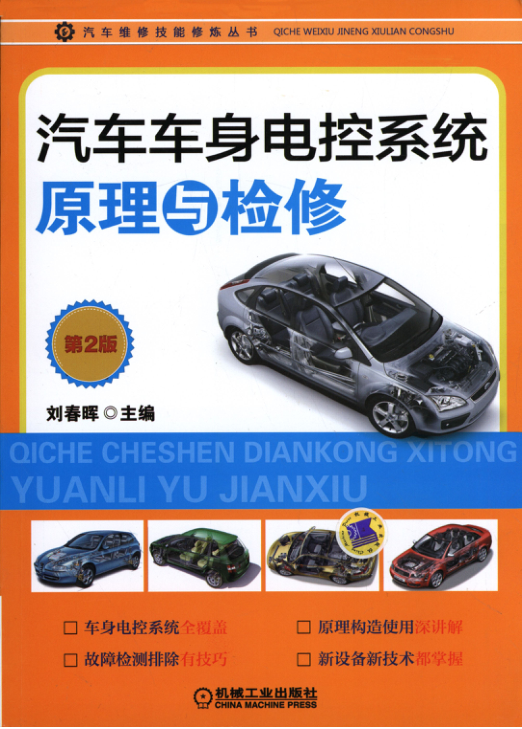 汽车维修技能修炼丛书 QICHE WEIXIU JINENG XIULIAN CONGSHU
汽车车身电控系统
原理与检修
第2版
刘春晖◎主编
QICHE CHESHEN DIANKONG XITONG
YUANLI YU JIANXIU
□ 车身电控系统全覆盖 □ 原理构造使用深讲解
□ 故障检测排除有技巧 □ 新设备新技术都掌握
机械工业出版社
CHINA MACHINE PRESS